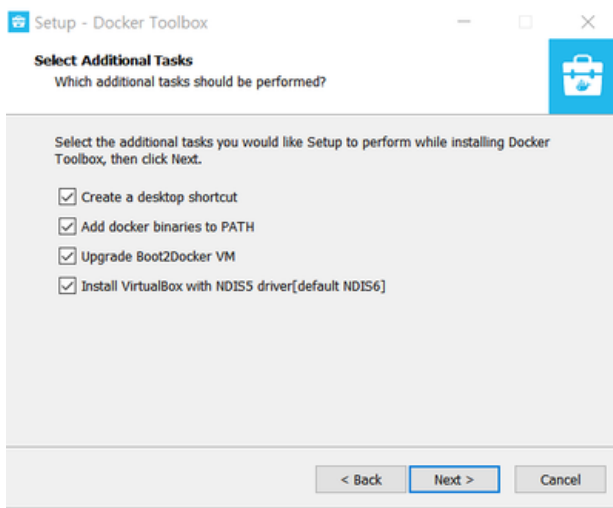 Setup - Docker Toolbox
Select Additional Tasks
Which additional tasks should be performed?
Select the additional tasks you would like Setup to perform while installing Docker
Toolbox, then click Next.
Create a desktop shortcut
Add docker binaries to PATH
Upgrade Boot2Docker VM
Install VirtualBox with NDIS5 driver[default NDIS6]
< Back
Next >
Cancel